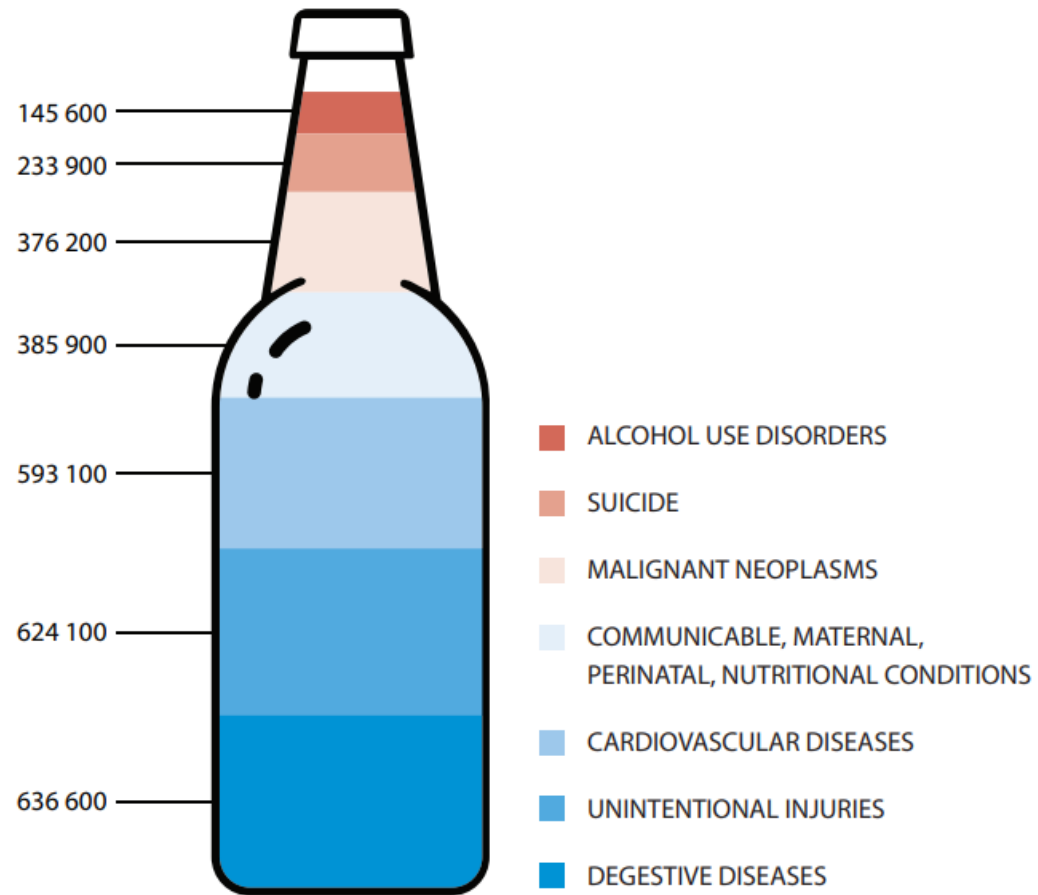 145 600
233 900
376 200
385 900
593 100
624 100
636 600
ALCOHOL USE DISORDERS
SUICIDE
MALIGNANT NEOPLASMS
COMMUNICABLE, MATERNAL,
PERINATAL, NUTRITIONAL CONDITIONS
CARDIOVASCULAR DISEASES
UNINTENTIONAL INJURIES
DEGESTIVE DISEASES